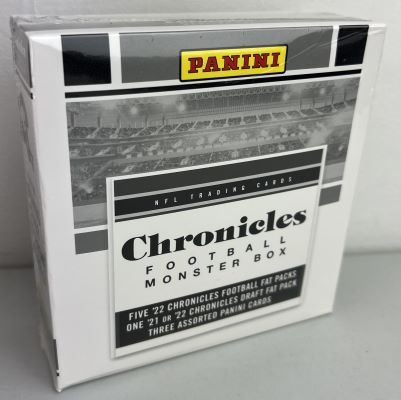 PANINI
NFL TRADING CARDS
Chronicles
FOOTBALL
MONSTER BOX
FIVE '22 CHRONICLES FOOTBALL FAT PACKS
ONE '21 OR '22 CHRONICLES DRAFT FAT PACK
THREE ASSORTED PANINI CARDS